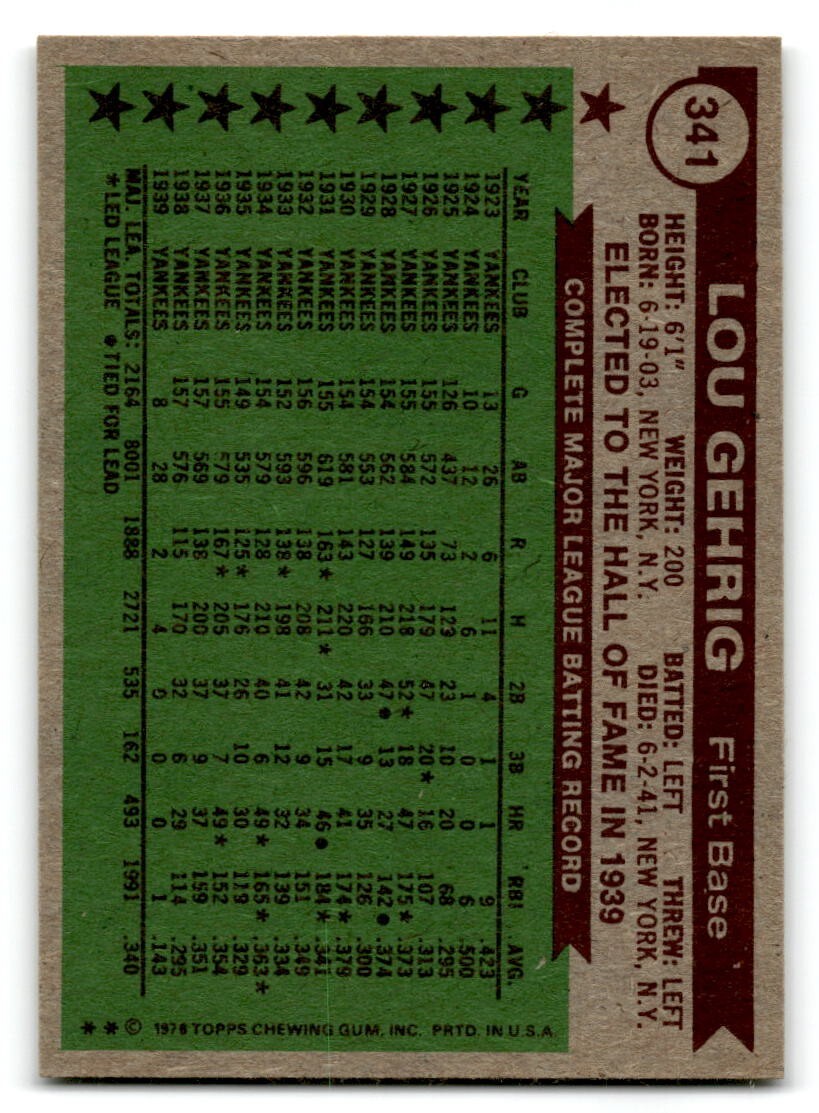 341
LOU GEHRIG First Base
HEIGHT: 6'1" WEIGHT: 200 BATTED: LEFT THREW: LEFT
BORN: 6-19-03, NEW YORK, N.Y. DIED: 6-2-41, NEW YORK, N.Y.
ELECTED TO THE HALL OF FAME IN 1939
COMPLETE MAJOR LEAGUE BATTING RECORD
YEAR CLUB G AB R H 2B 3B HR RBI AVG.
1923 YANKEES 13 26 6 11 4 1 1 9 .423
1924 YANKEES 10 12 2 6 1 0 0 6 .500
1925 YANKEES 126 437 73 123 23 10 20 68 .295
1926 YANKEES 155 572 135 179 47 20* 16 107 .313
1927 YANKEES 155 584 149 218 52* 18 47 175* .373
1928 YANKEES 154 562 139 210 47● 13 27 142● .374
1929 YANKEES 154 553 127 166 33 9 35 126 .300
1930 YANKEES 154 581 143 220 42 17 41 174* .379
1931 YANKEES 155 619 163* 211* 31 15 46● 184* .341
1932 YANKEES 156 596 138 208 42 9 34 151 .349
1933 YANKEES 152 593 138* 198 41 12 32 139 .334
1934 YANKEES 154 579 128 210 40 6 49* 165* .363*
1935 YANKEES 149 535 125* 176 26 10 30 119 .329
1936 YANKEES 155 579 167* 205 37 7 49* 152 .354
1937 YANKEES 157 569 138 200 37 9 37 159 .351
1938 YANKEES 157 576 115 170 32 6 29 114 .295
1939 YANKEES 8 28 2 4 0 0 0 1 .143
MAJ. LEA. TOTALS: 2164 8001 1888 2721 535 162 493 1991 .340
*LED LEAGUE ●TIED FOR LEAD
** © 1976 TOPPS CHEWING GUM, INC. PRTD. IN U.S.A.